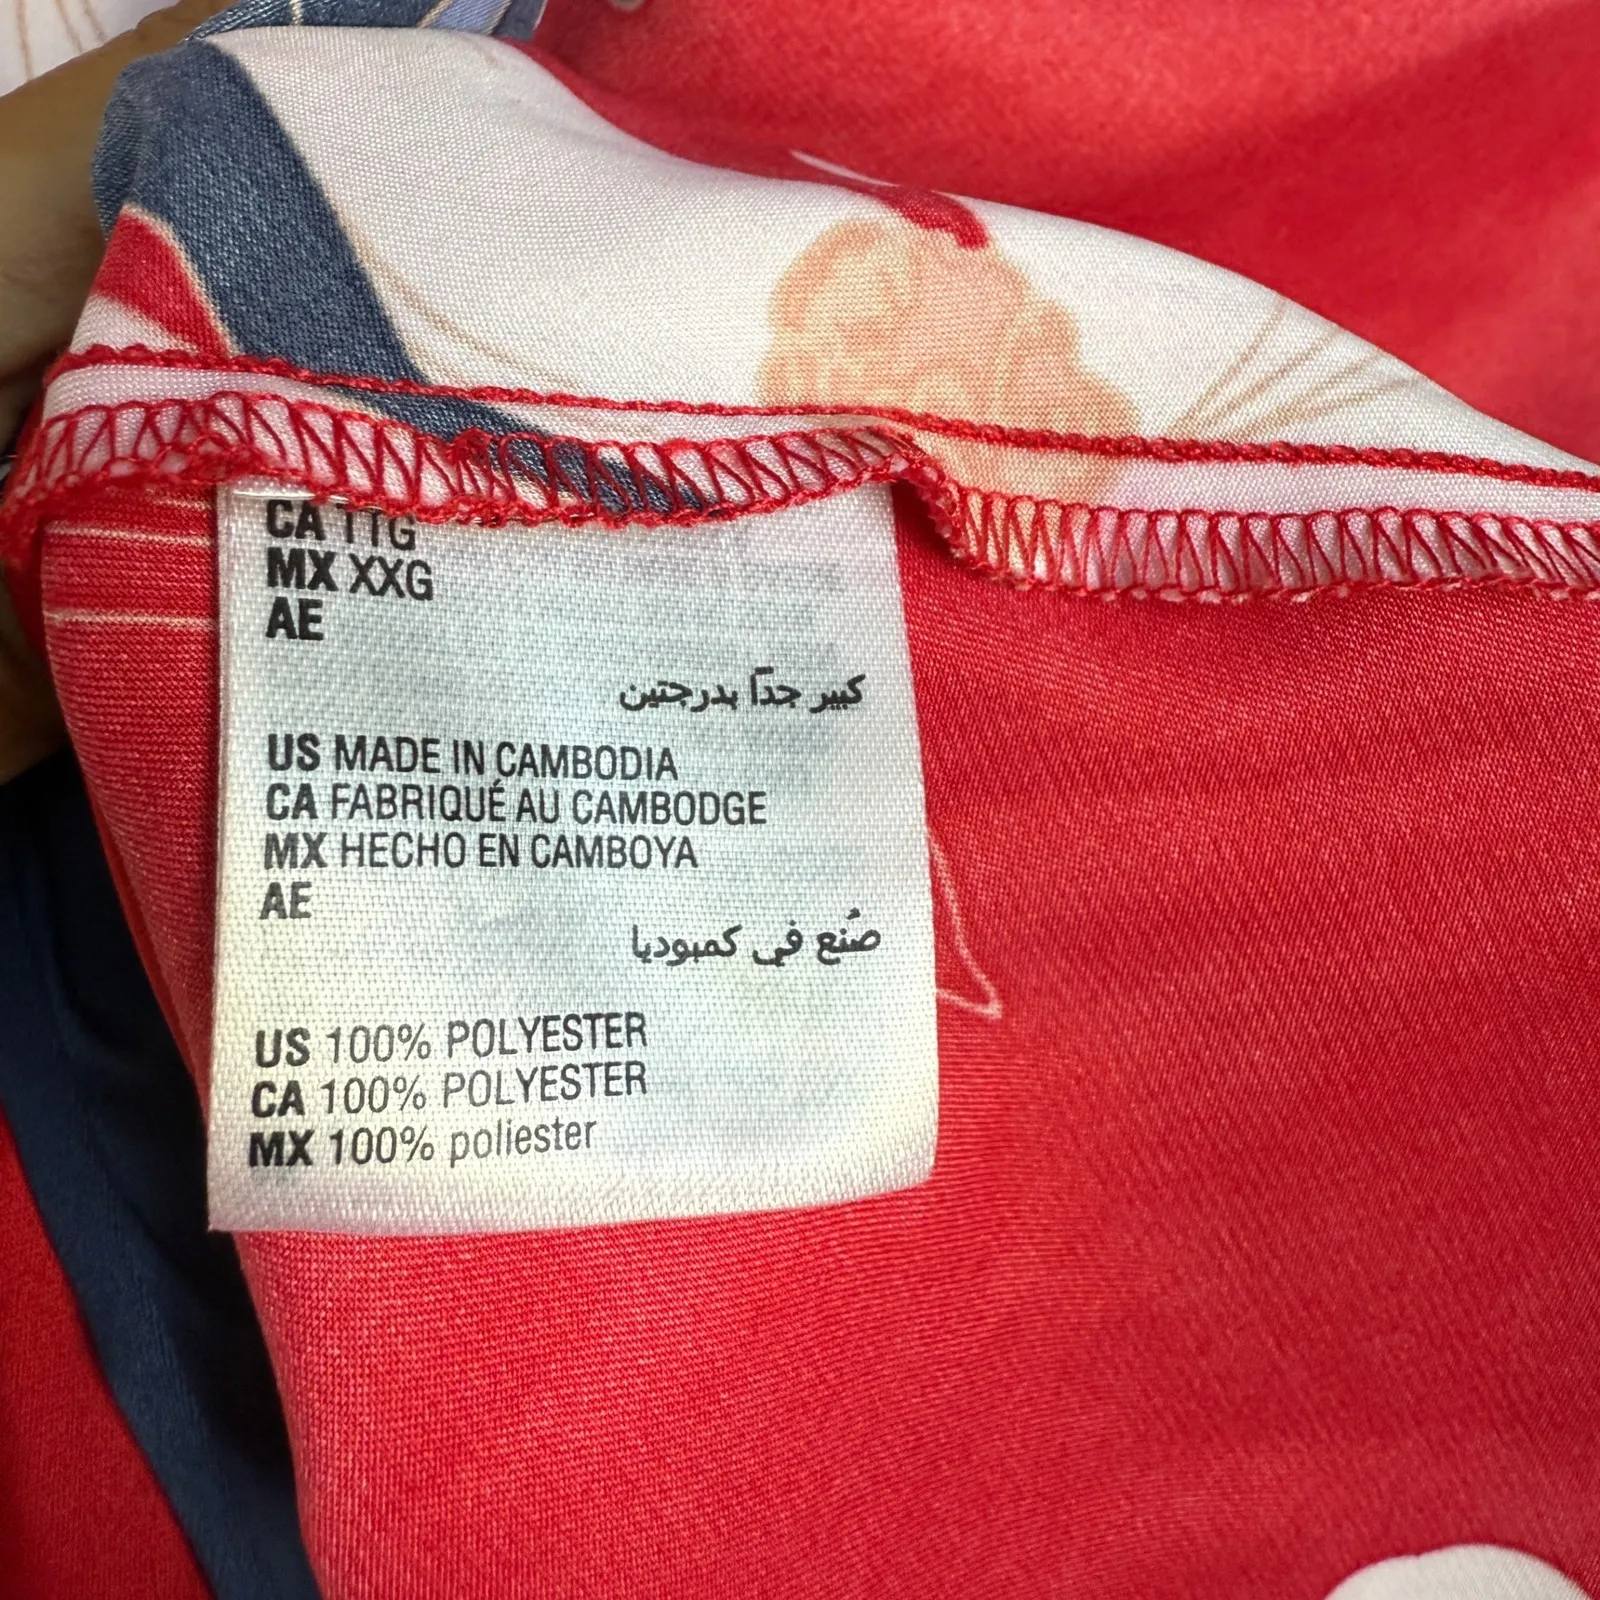 CA TTG
MX XXG
AE
كبير جدًا بدرجتين
US MADE IN CAMBODIA
CA FABRIQUÉ AU CAMBODGE
MX HECHO EN CAMBOYA
AE
صُنع في كمبوديا
US 100% POLYESTER
CA 100% POLYESTER
MX 100% poliester